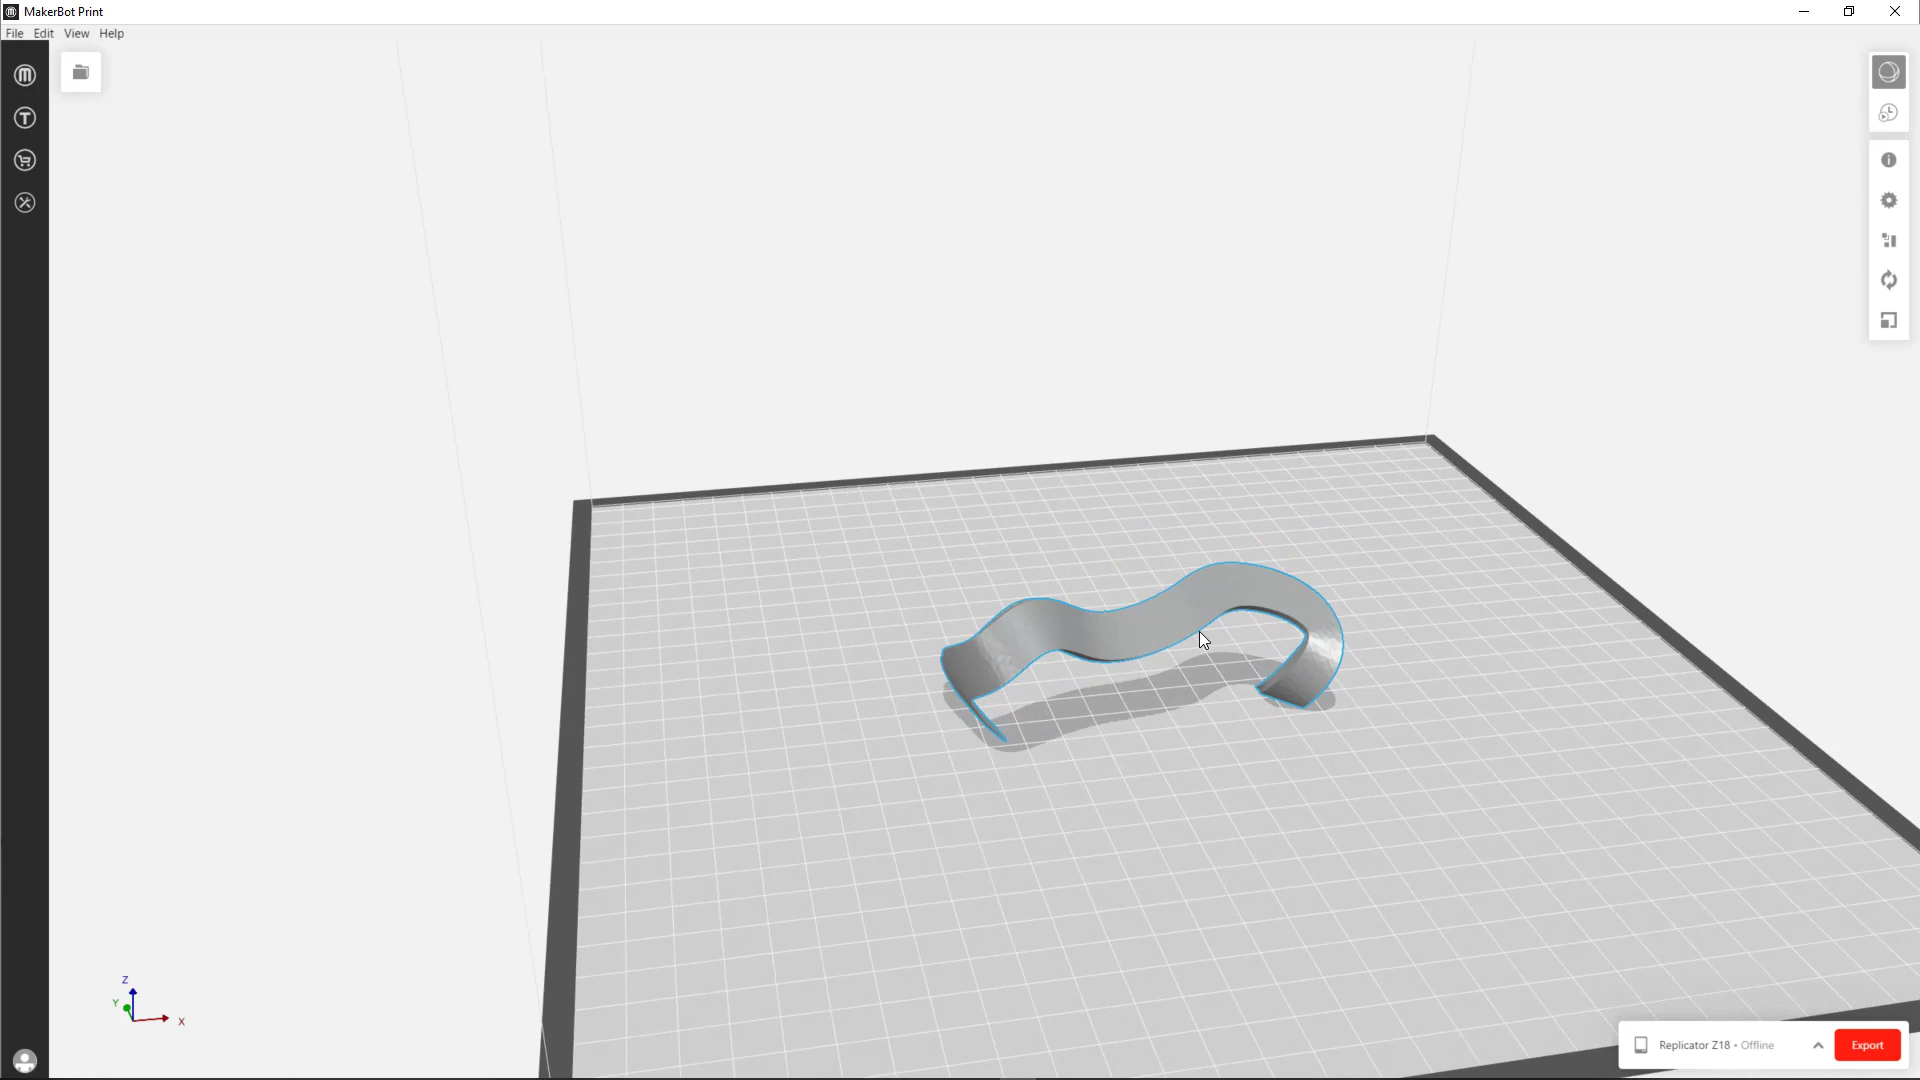 MakerBot Print
File Edit View Help
Z
Y
X
Replicator Z18 • Offline
Export